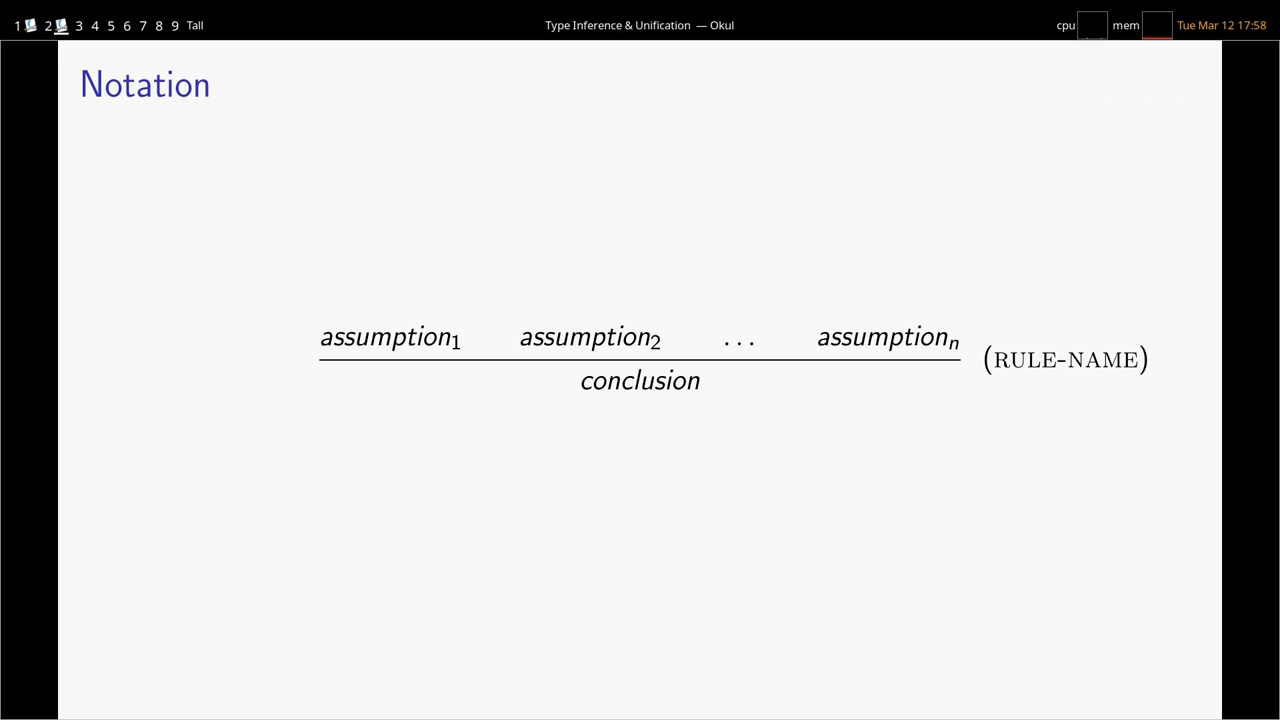 1 2 3 4 5 6 7 8 9 Tall Type Inference & Unification — Okul cpu mem Tue Mar 12 17:58
Notation
assumption₁ assumption₂ ... assumptionₙ
(RULE-NAME)
conclusion